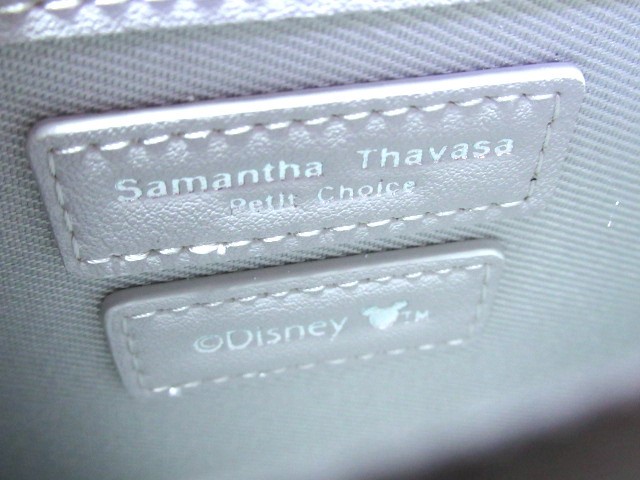 Samantha Thavasa
Petit Choice
©Disney TM